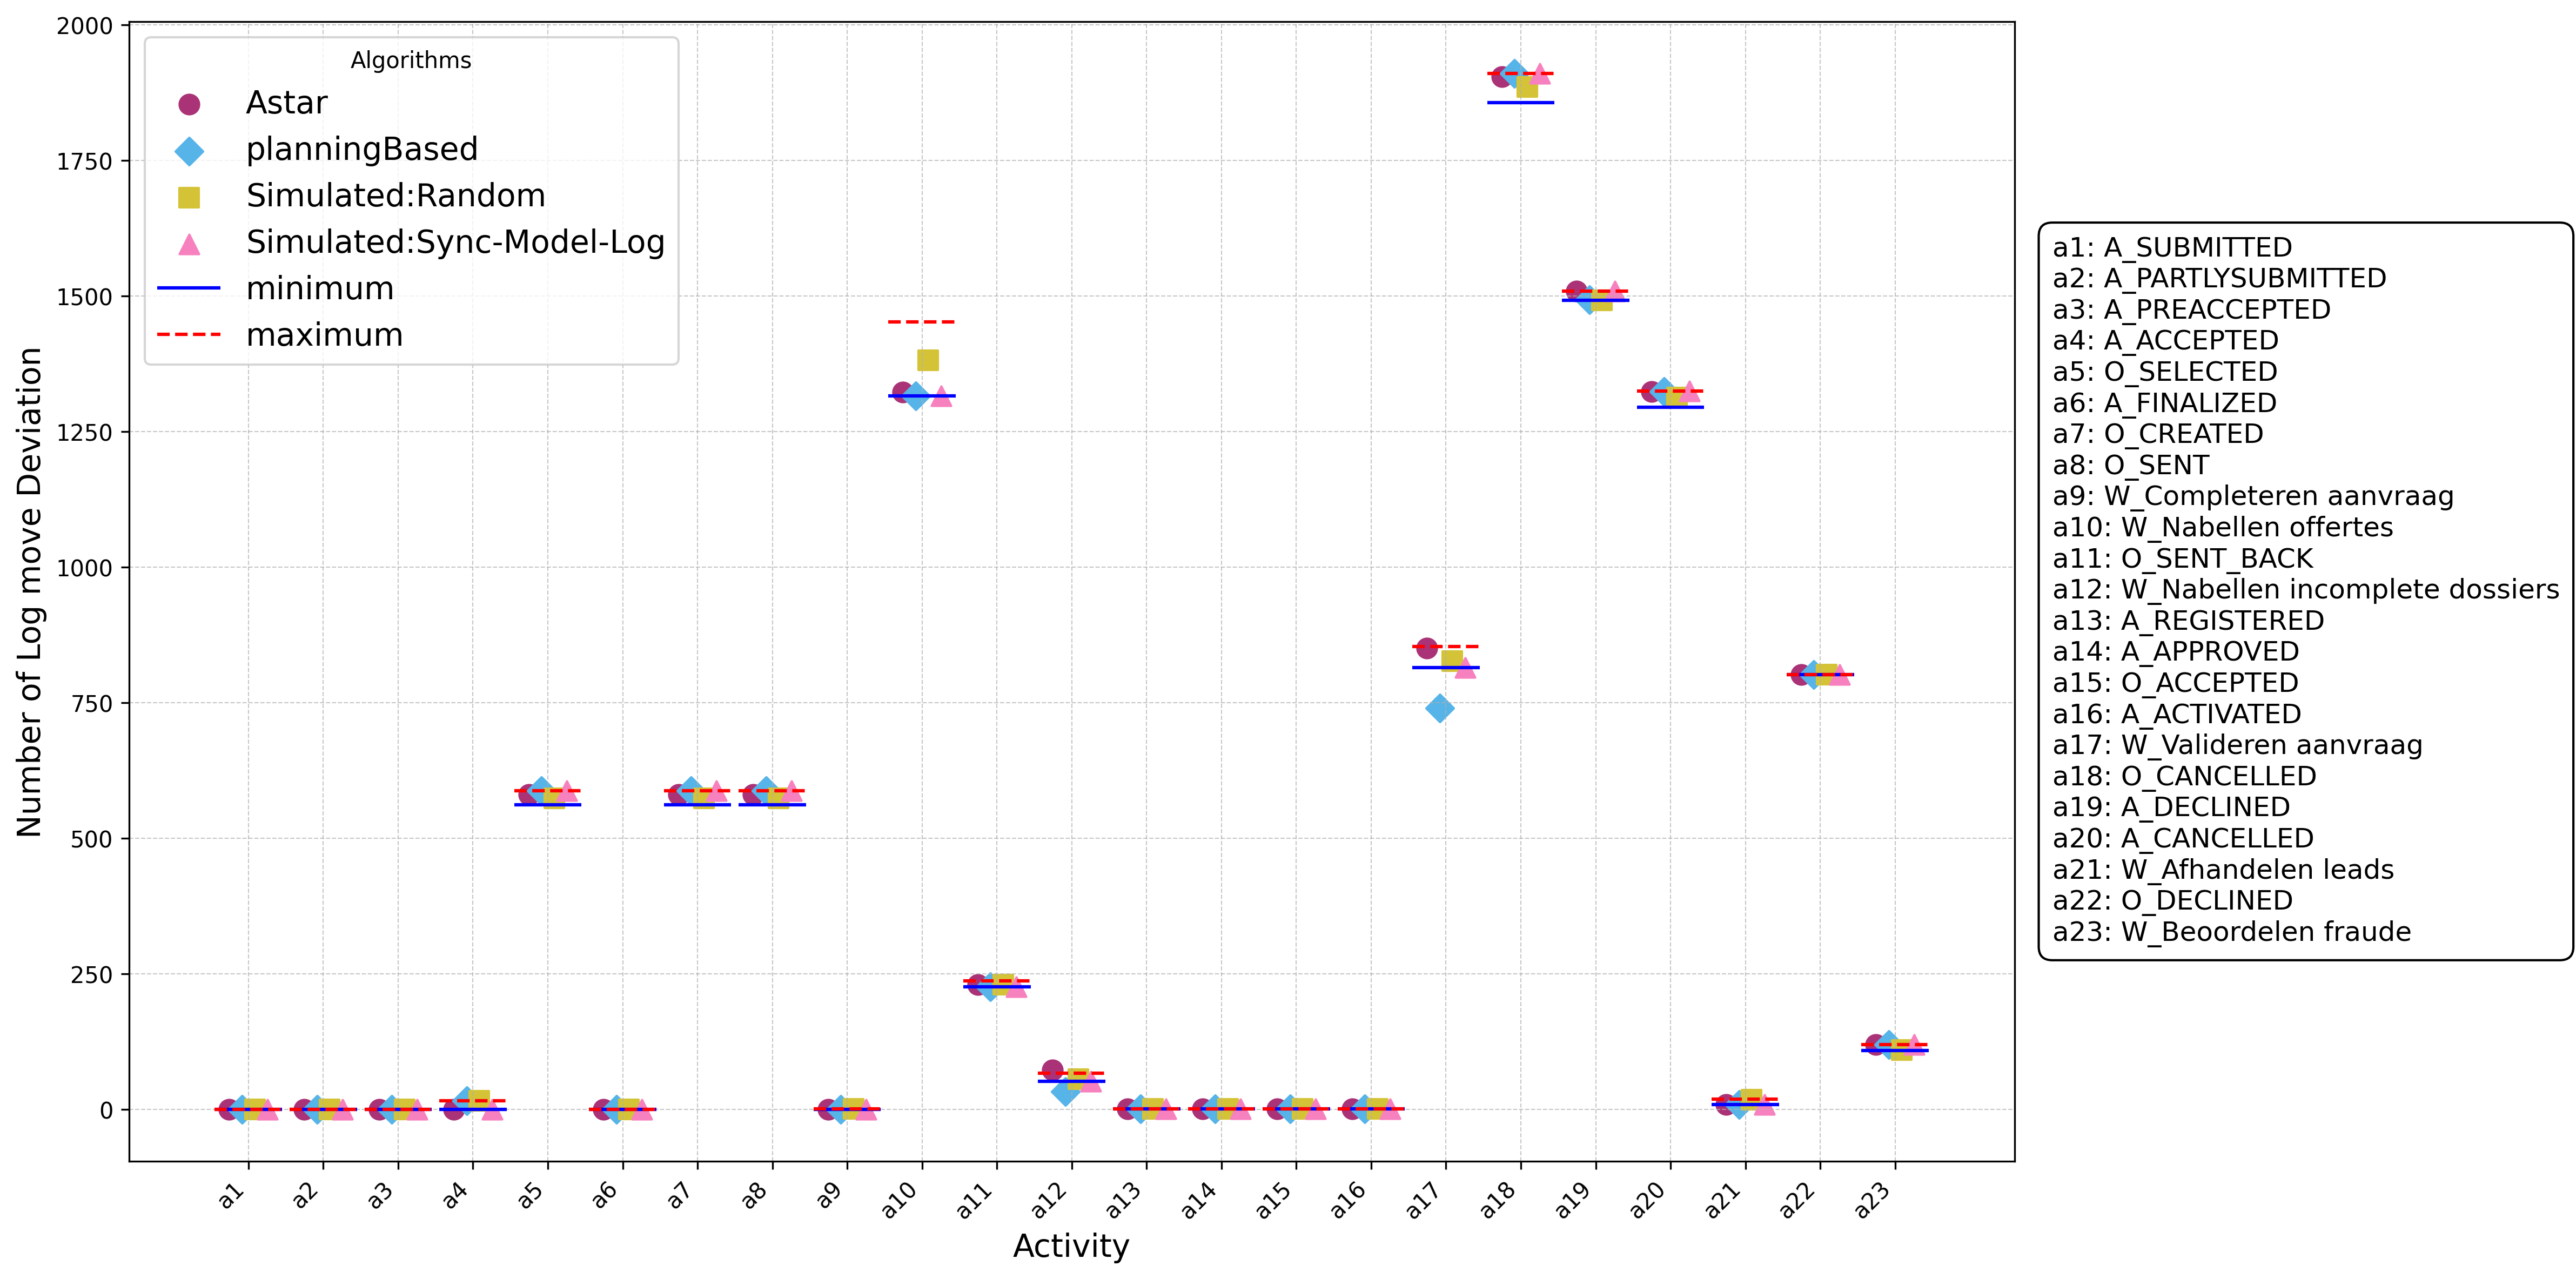 Number of Log move Deviation
2000
1750
1500
1250
1000
750
500
250
0
Algorithms
Astar
planningBased
Simulated:Random
Simulated:Sync-Model-Log
minimum
maximum
a1
a2
a3
a4
a5
a6
a7
a8
a9
a10
a11
a12
a13
a14
a15
a16
a17
a18
a19
a20
a21
a22
a23
Activity
a1: A_SUBMITTED
a2: A_PARTLYSUBMITTED
a3: A_PREACCEPTED
a4: A_ACCEPTED
a5: O_SELECTED
a6: A_FINALIZED
a7: O_CREATED
a8: O_SENT
a9: W_Completeren aanvraag
a10: W_Nabellen offertes
a11: O_SENT_BACK
a12: W_Nabellen incomplete dossiers
a13: A_REGISTERED
a14: A_APPROVED
a15: O_ACCEPTED
a16: A_ACTIVATED
a17: W_Valideren aanvraag
a18: O_CANCELLED
a19: A_DECLINED
a20: A_CANCELLED
a21: W_Afhandelen leads
a22: O_DECLINED
a23: W_Beoordelen fraude